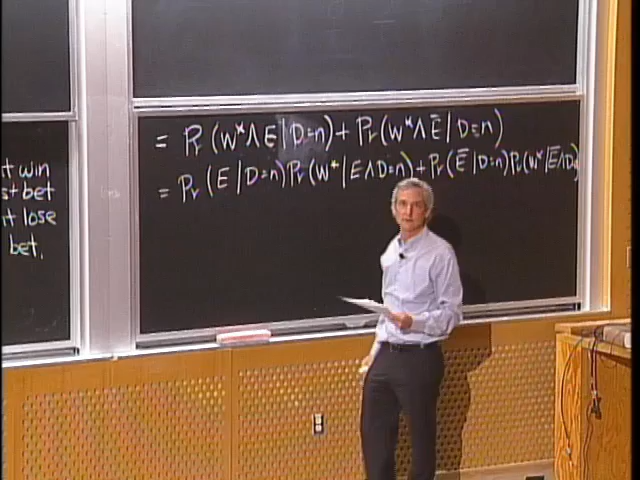 t win
st bet
t lose
bet.
= Pr(W*∧E|D=n) + Pr(W*∧Ē|D=n)
= Pr(E|D=n)Pr(W*|E∧D=n) + Pr(Ē|D=n)Pr(W*|Ē∧D